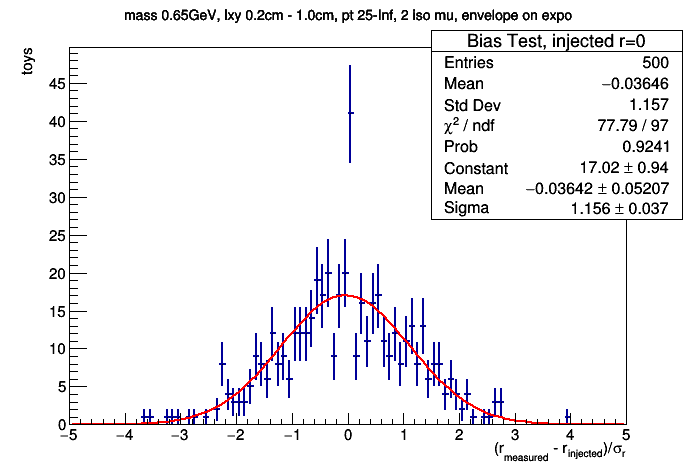 mass 0.65GeV, lxy 0.2cm - 1.0cm, pt 25-Inf, 2 Iso mu, envelope on expo
Bias Test, injected r=0
Entries 500
Mean −0.03646
Std Dev 1.157
χ² / ndf 77.79 / 97
Prob 0.9241
Constant 17.02 ± 0.94
Mean −0.03642 ± 0.05207
Sigma 1.156 ± 0.037
toys
45
40
35
30
25
20
15
10
5
0
−5 −4 −3 −2 −1 0 1 2 3 4 5
(r_measured - r_injected)/σ_r